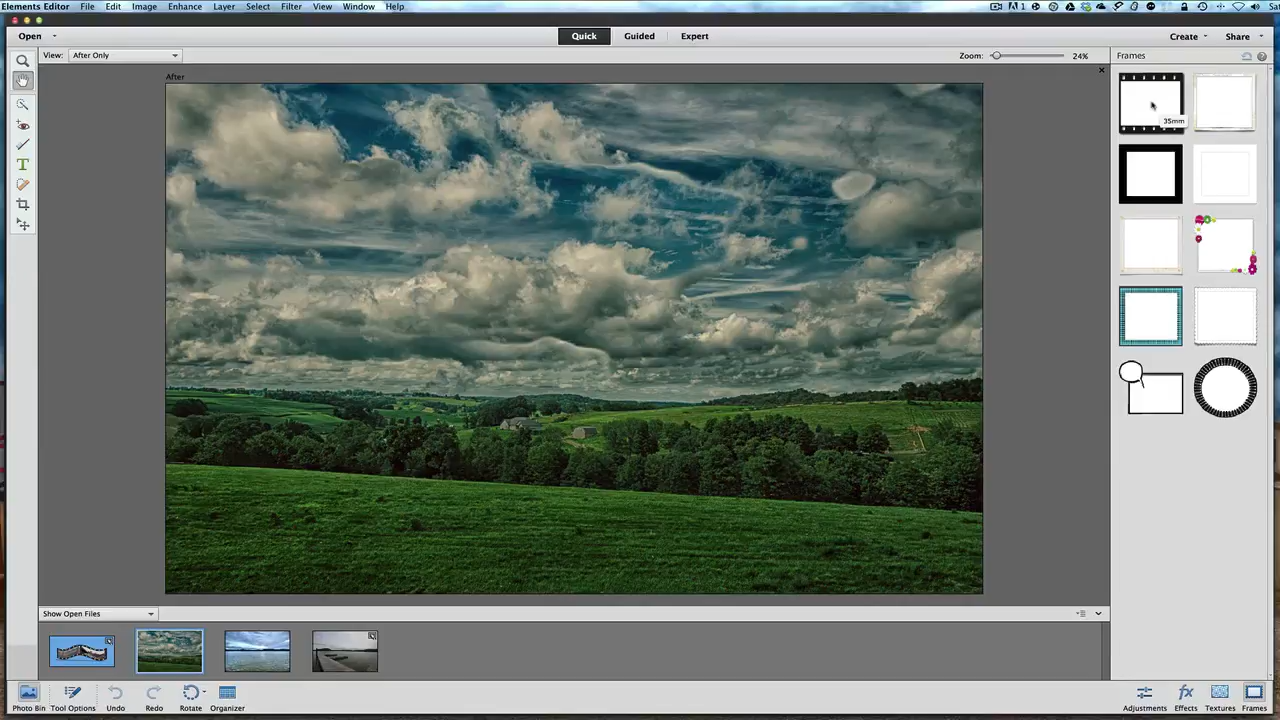 Elements Editor File Edit Image Enhance Layer Select Filter View Window Help
Open Quick Guided Expert Create Share
View: After Only Zoom: 24% Frames
After
35mm
Show Open Files
Photo Bin Tool Options Undo Redo Rotate Organizer Adjustments Effects Textures Frames